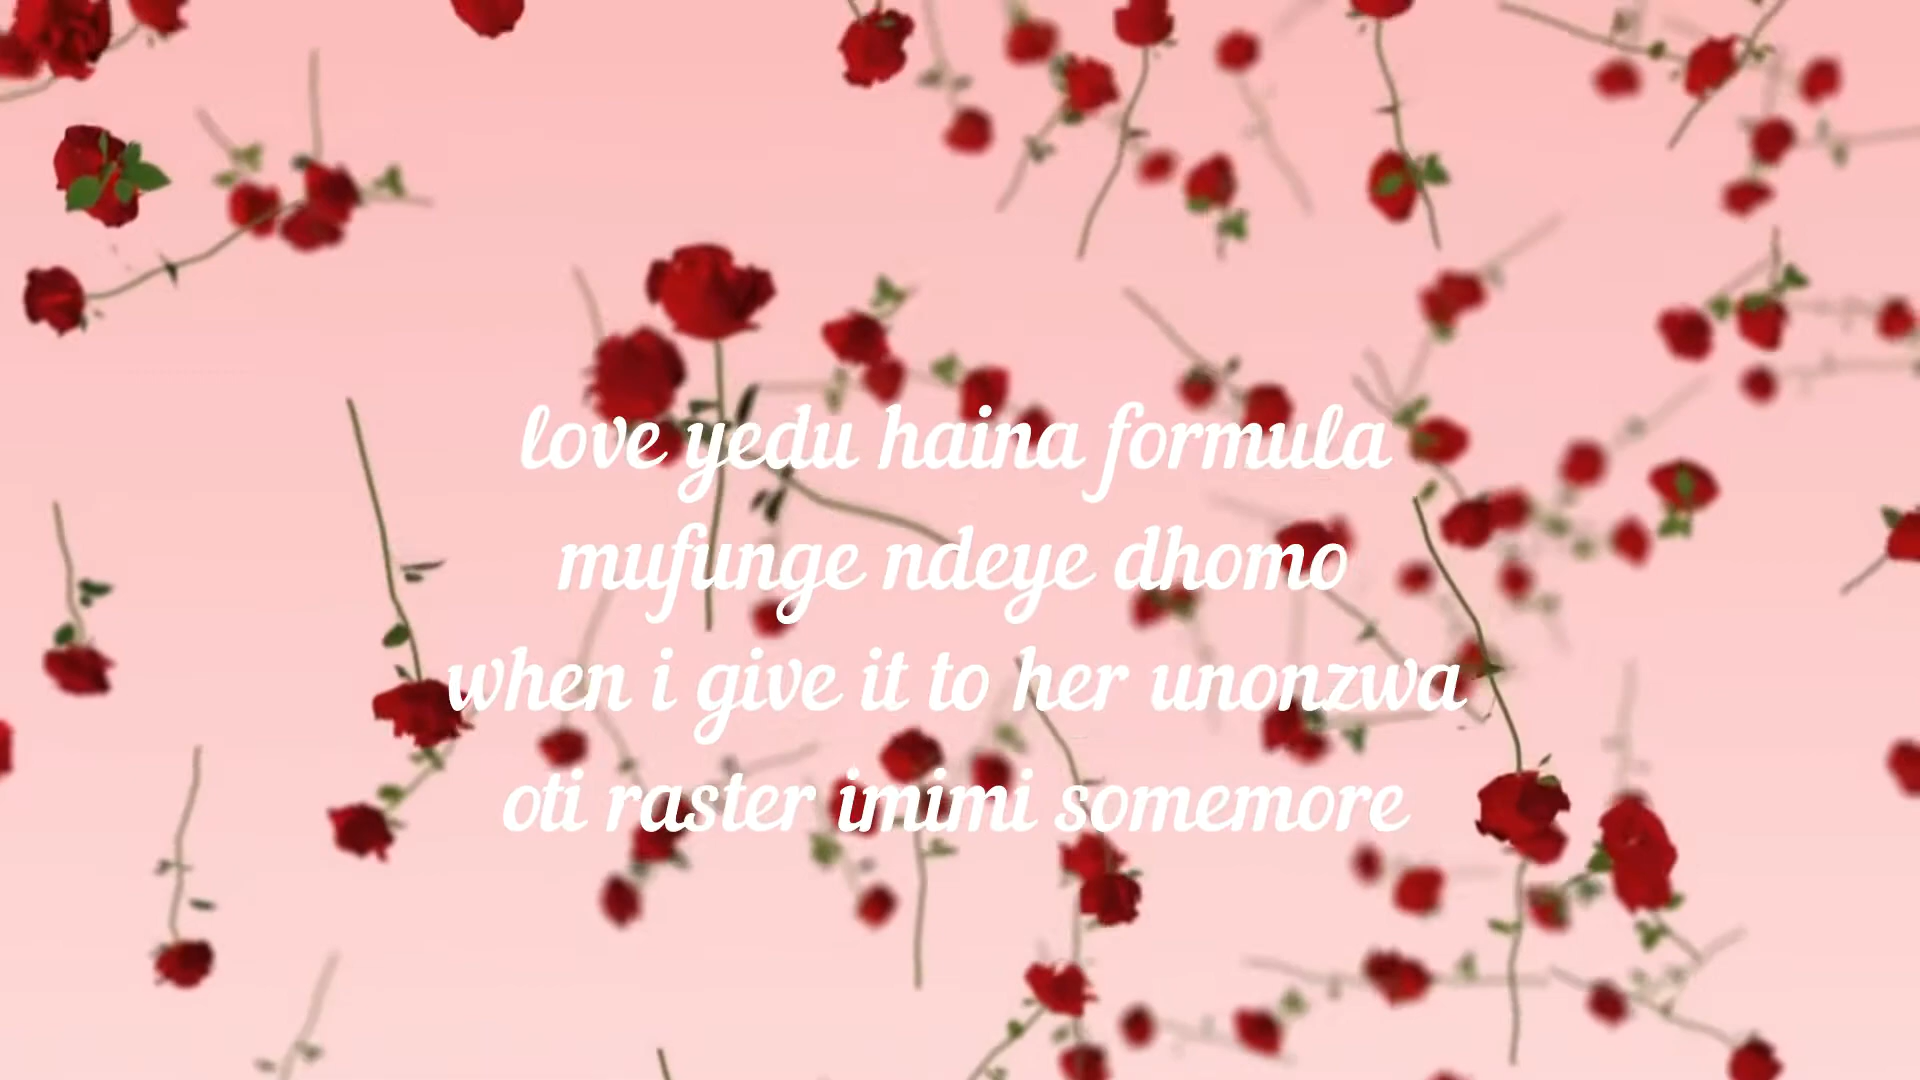 love yedu haina formula
mufunge ndeye dhomo
when i give it to her unonzwa
oti raster imimi somemore